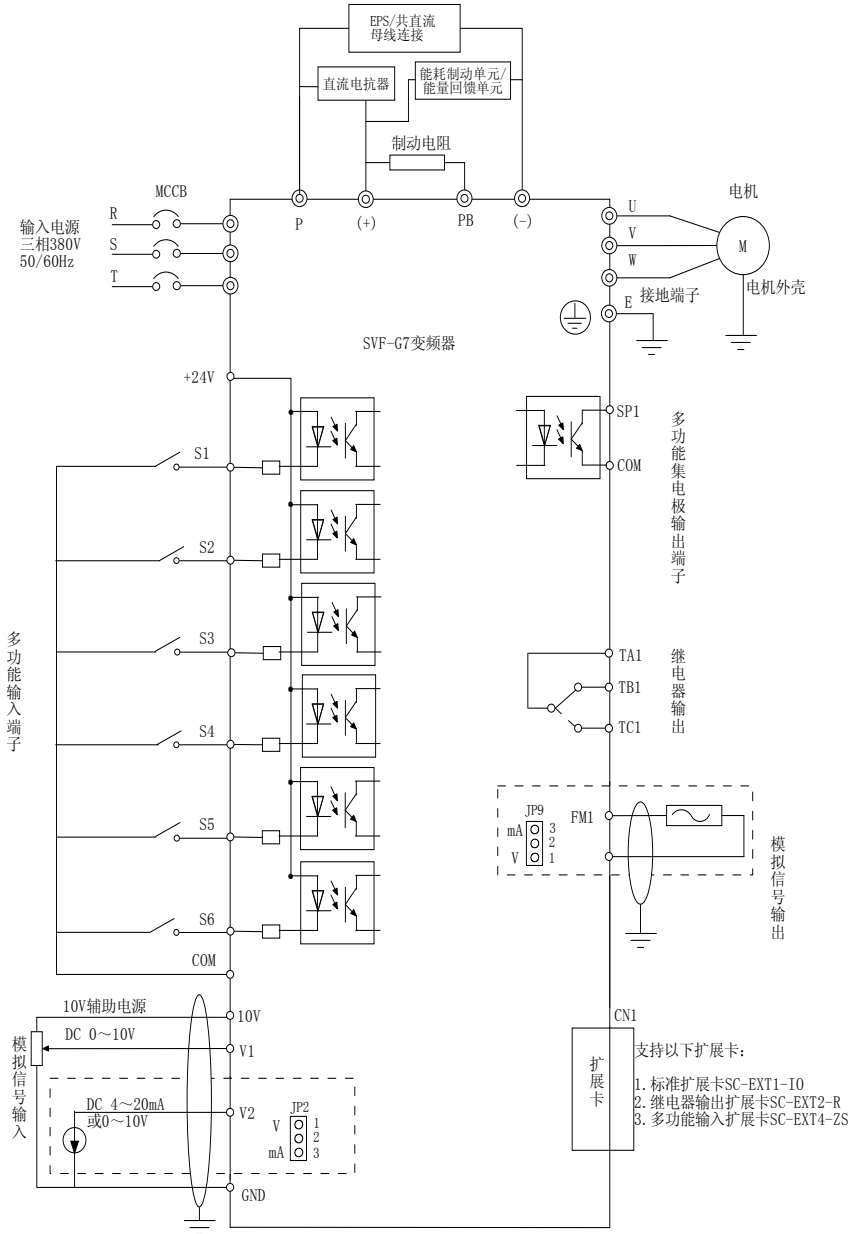 EPS/共直流
母线连接
直流电抗器
能耗制动单元/
能量回馈单元
制动电阻
MCCB
P
(+)
PB
(-)
输入电源
三相380V
50/60Hz
R
S
T
U
V
W
E
电机
M
电机外壳
接地端子
SVF-G7变频器
+24V
S1
S2
S3
S4
S5
S6
COM
多功能输入端子
SP1
COM
多功能集电极输出端子
TA1
TB1
TC1
继电器输出
JP9
mA
V
3
2
1
FM1
模拟信号输出
10V辅助电源
10V
DC 0～10V
V1
模拟信号输入
DC 4～20mA
或0～10V
V2
JP2
V
mA
1
2
3
GND
CN1
扩展卡
支持以下扩展卡:
1.标准扩展卡SC-EXT1-IO
2.继电器输出扩展卡SC-EXT2-R
3.多功能输入扩展卡SC-EXT4-ZS